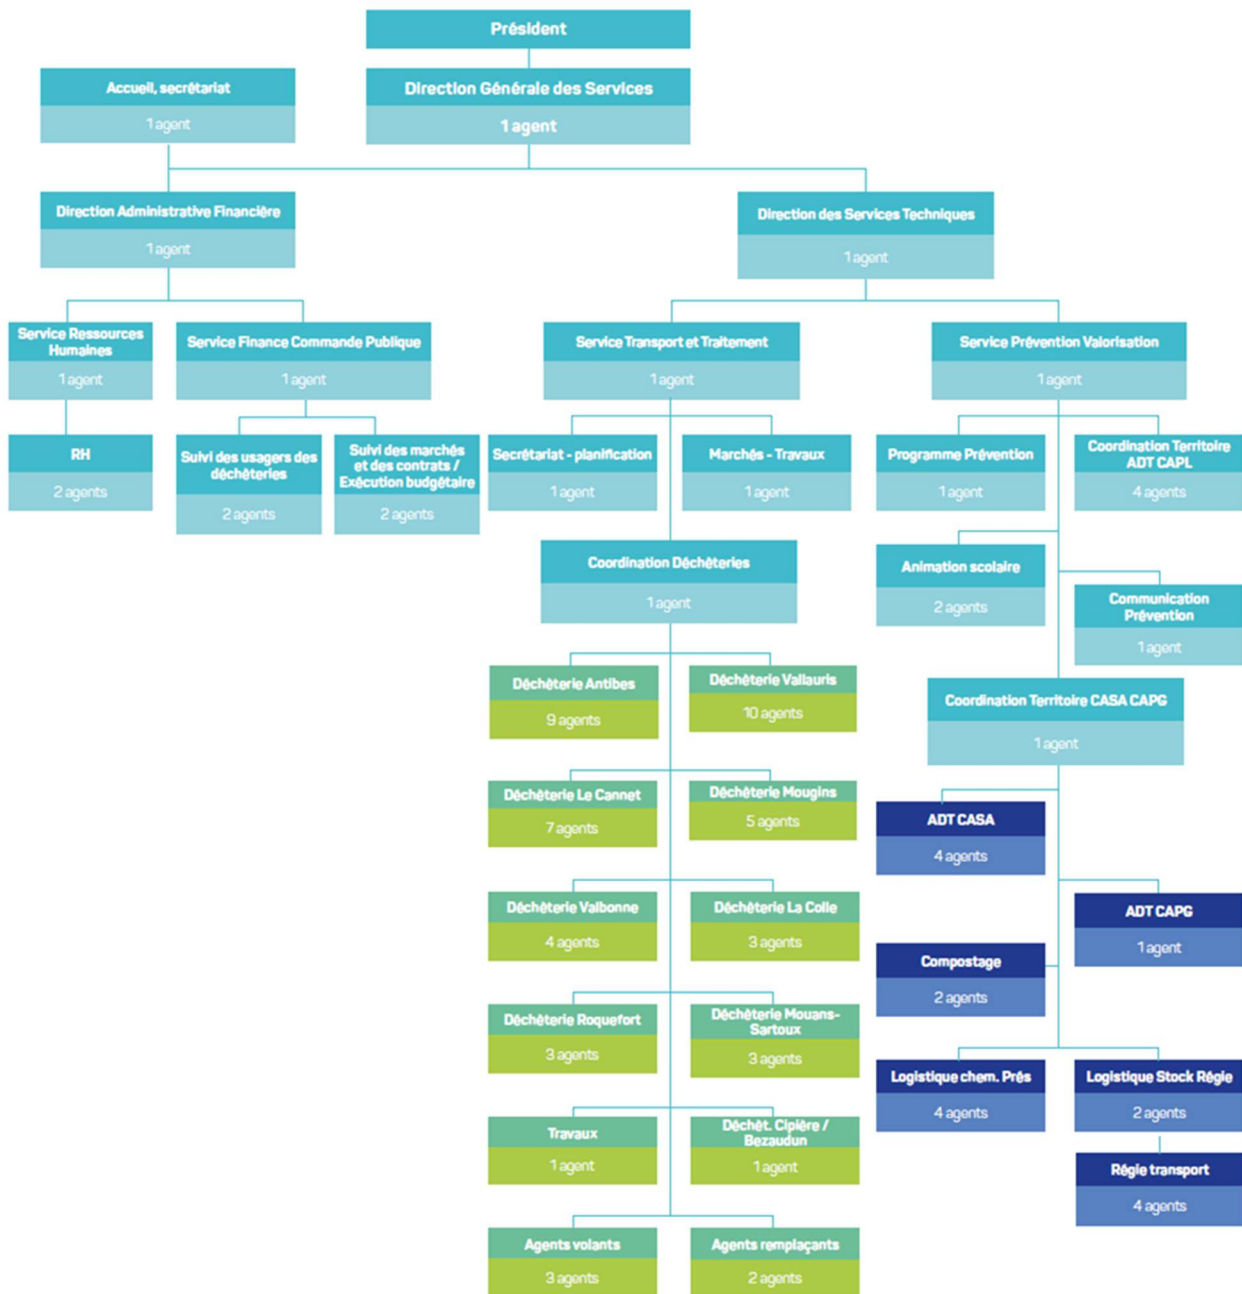 Président
Accueil, secrétariat
1 agent
Direction Générale des Services
1 agent
Direction Administrative Financière
1 agent
Direction des Services Techniques
1 agent
Service Ressources
Humaines
1 agent
Service Finance Commande Publique
1 agent
Service Transport et Traitement
1 agent
Service Prévention Valorisation
1 agent
RH
2 agents
Suivi des usagers des
déchèteries
2 agents
Suivi des marchés
et des contrats /
Exécution budgétaire
2 agents
Secrétariat - planification
1 agent
Marchés - Travaux
1 agent
Programme Prévention
1 agent
Coordination Territoire
ADT CAPL
4 agents
Coordination Déchèteries
1 agent
Animation scolaire
2 agents
Communication
Prévention
1 agent
Déchèterie Antibes
9 agents
Déchèterie Vallauris
10 agents
Coordination Territoire CASA CAPG
1 agent
Déchèterie Le Cannet
7 agents
Déchèterie Mougins
5 agents
ADT CASA
4 agents
Déchèterie Valbonne
4 agents
Déchèterie La Colle
3 agents
ADT CAPG
1 agent
Compostage
2 agents
Déchèterie Roquefort
3 agents
Déchèterie Mouans-
Sartoux
3 agents
Logistique chem. Prés
4 agents
Logistique Stock Régie
2 agents
Travaux
1 agent
Déchèt. Cipière /
Bezaudun
1 agent
Régie transport
4 agents
Agents volants
3 agents
Agents remplaçants
2 agents